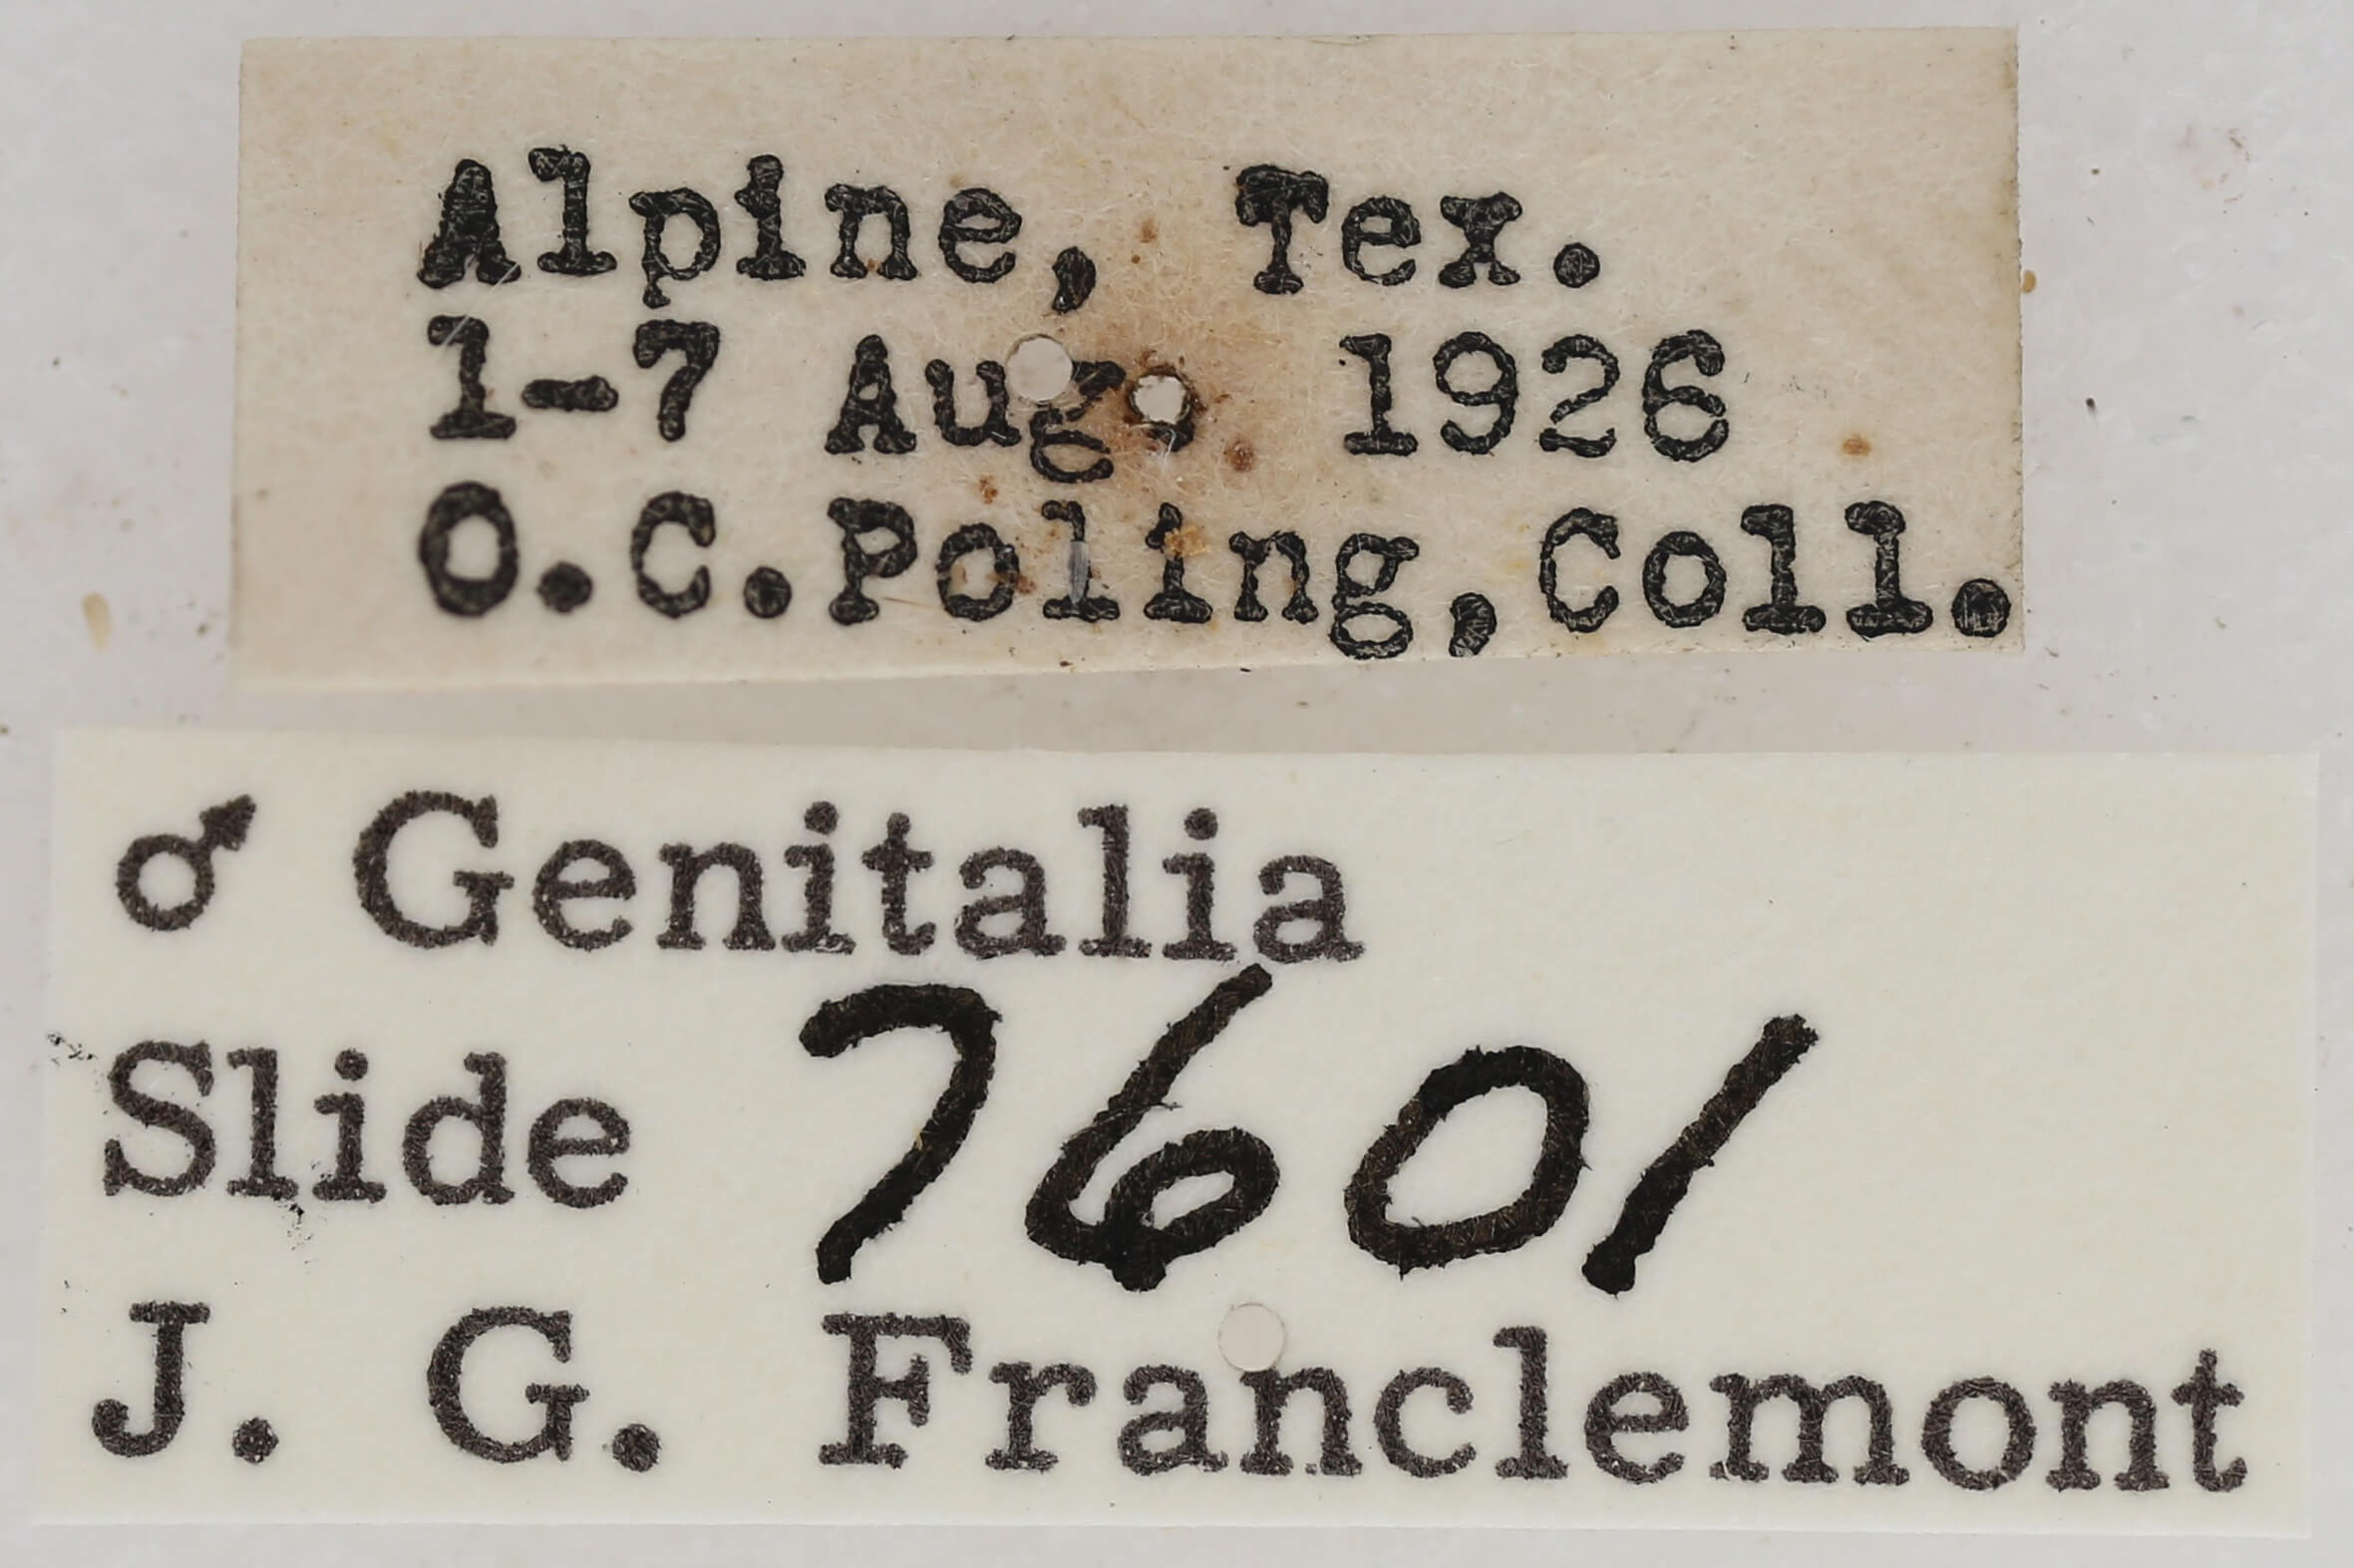 Alpine, Tex.
1-7 Aug. 1926
O.C.Poling,Coll.
♂ Genitalia
Slide 7601
J. G. Franclemont